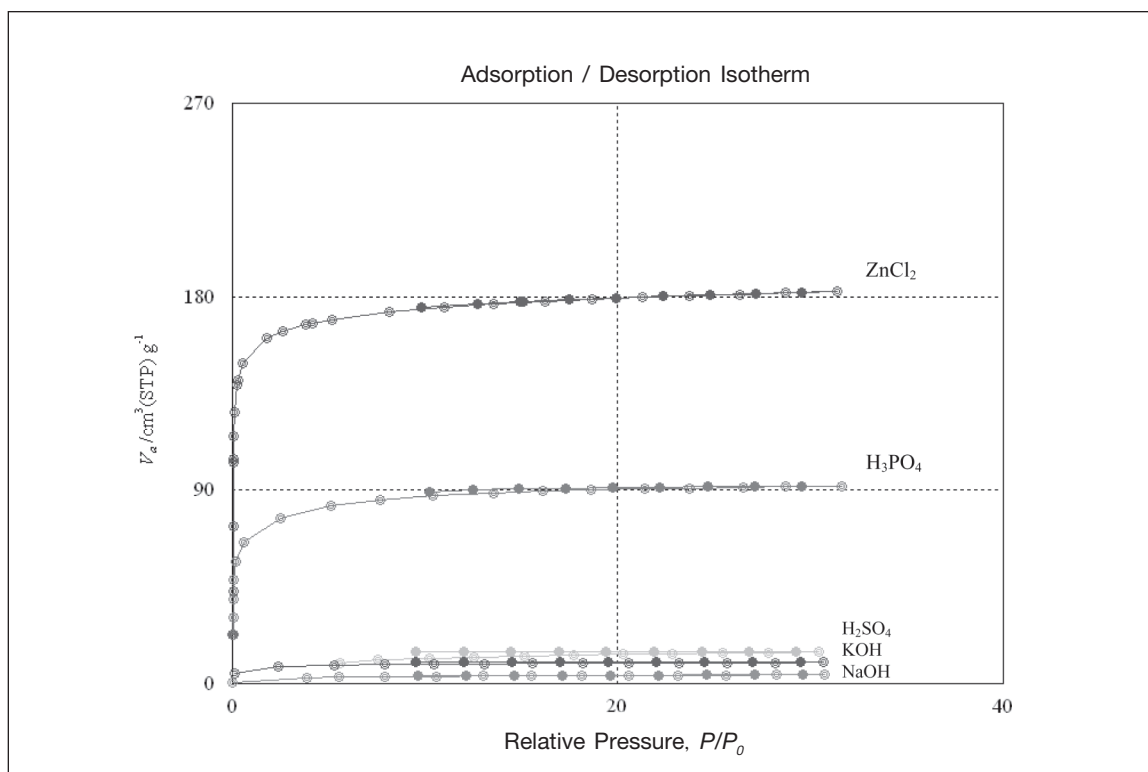 Adsorption / Desorption Isotherm
270
ZnCl₂
180
Vₐ/cm³(STP) g⁻¹
H₃PO₄
90
H₂SO₄
KOH
NaOH
0
0 20 40
Relative Pressure, P/P₀